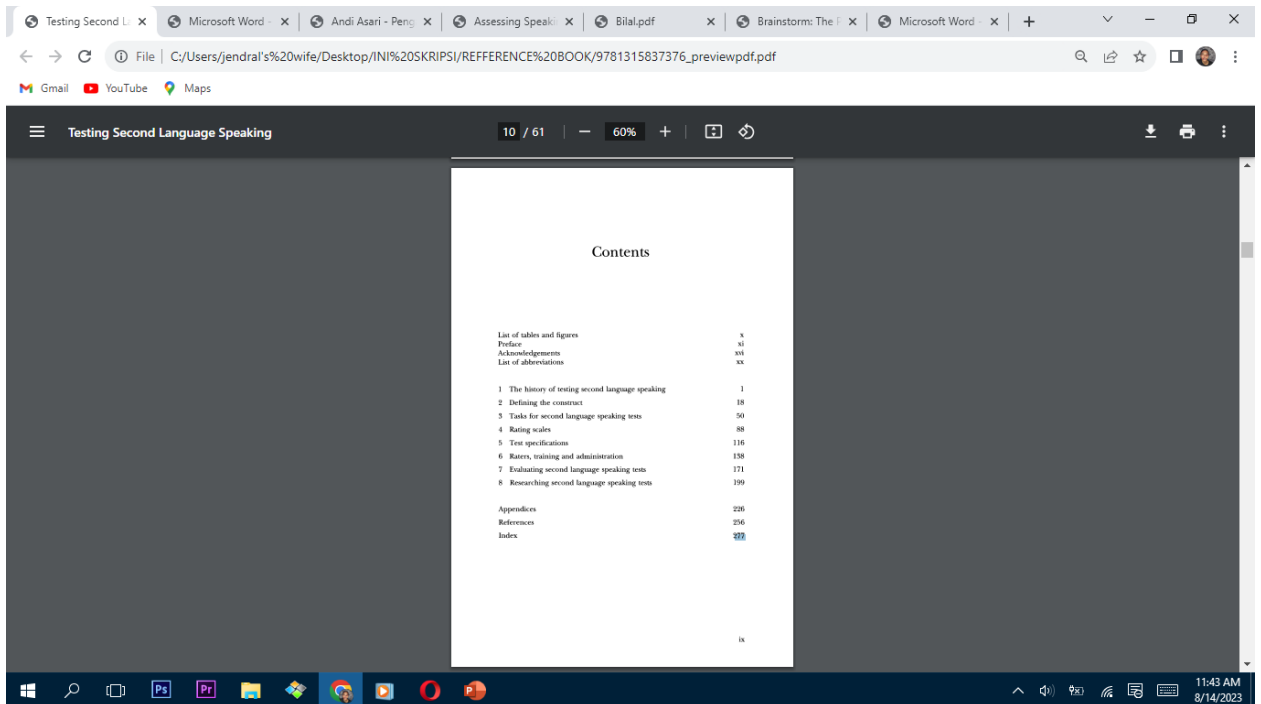 Testing Second L
Microsoft Word -
Andi Asari - Peng
Assessing Speaki
Bilal.pdf
Brainstorm: The F
Microsoft Word -
File C:/Users/jendral's%20wife/Desktop/INI%20SKRIPSI/REFFERENCE%20BOOK/9781315837376_previewpdf.pdf
Gmail YouTube Maps
Testing Second Language Speaking 10 / 61 60%
Contents
List of tables and figures x
Preface xi
Acknowledgements xvi
List of abbreviations xx
1 The history of testing second language speaking 1
2 Defining the construct 18
3 Tasks for second language speaking tests 50
4 Rating scales 88
5 Test specifications 116
6 Raters, training and administration 138
7 Evaluating second language speaking tests 171
8 Researching second language speaking tests 199
Appendices 226
References 256
Index 277
ix
Ps Pr
11:43 AM
8/14/2023